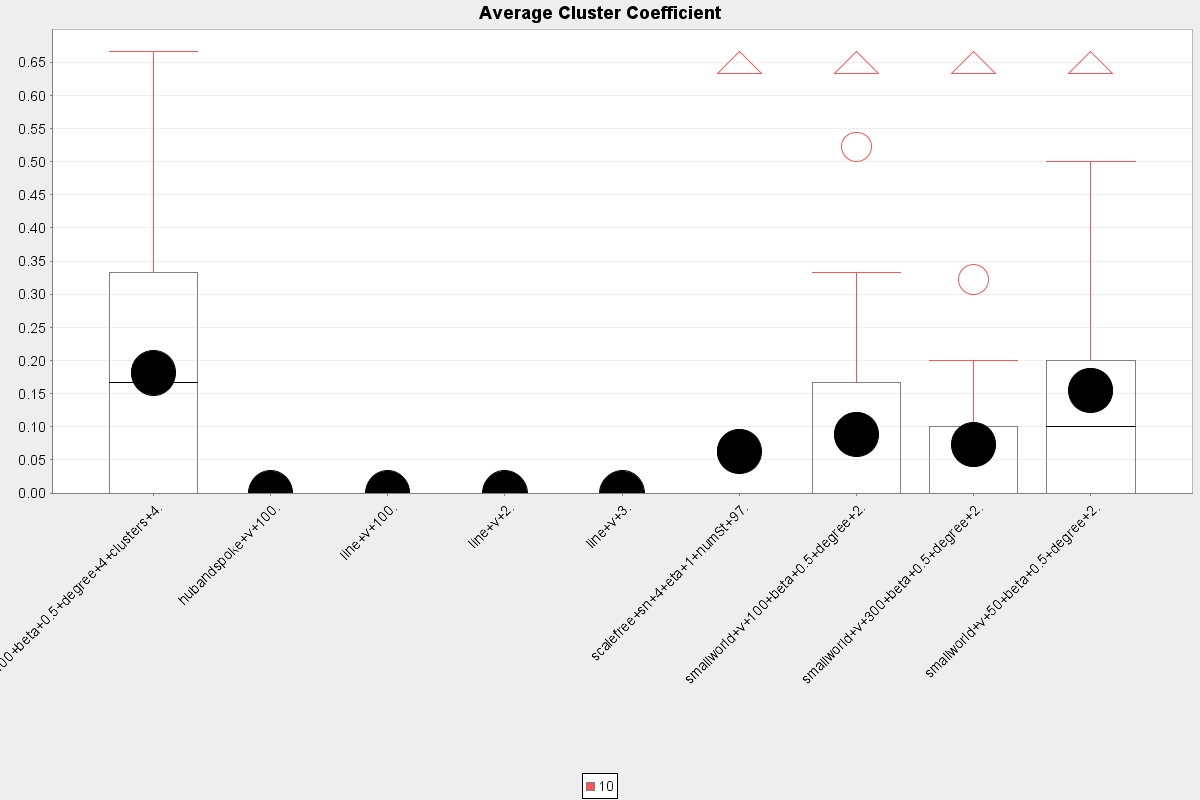 Average Cluster Coefficient
0.65
0.60
0.55
0.50
0.45
0.40
0.35
0.30
0.25
0.20
0.15
0.10
0.05
0.00
00+beta+0.5+degree+4+clusters+4.
hubandspoke+v+100.
line+v+100.
line+v+2.
line+v+3.
scalefree+sn+4+eta+1+numSt+97.
smallworld+v+100+beta+0.5+degree+2.
smallworld+v+300+beta+0.5+degree+2.
smallworld+v+50+beta+0.5+degree+2.
10